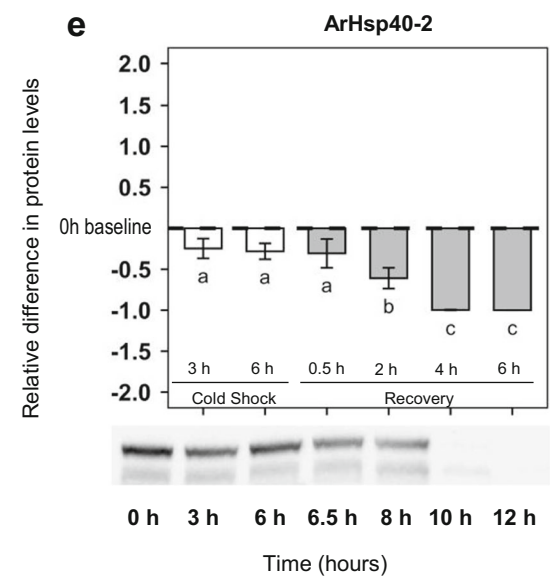 e
ArHsp40-2
Relative difference in protein levels
2.0
1.5
1.0
0.5
0h baseline
-0.5
-1.0
-1.5
-2.0
a a a b c c
3 h 6 h 0.5 h 2 h 4 h 6 h
Cold Shock Recovery
0 h 3 h 6 h 6.5 h 8 h 10 h 12 h
Time (hours)